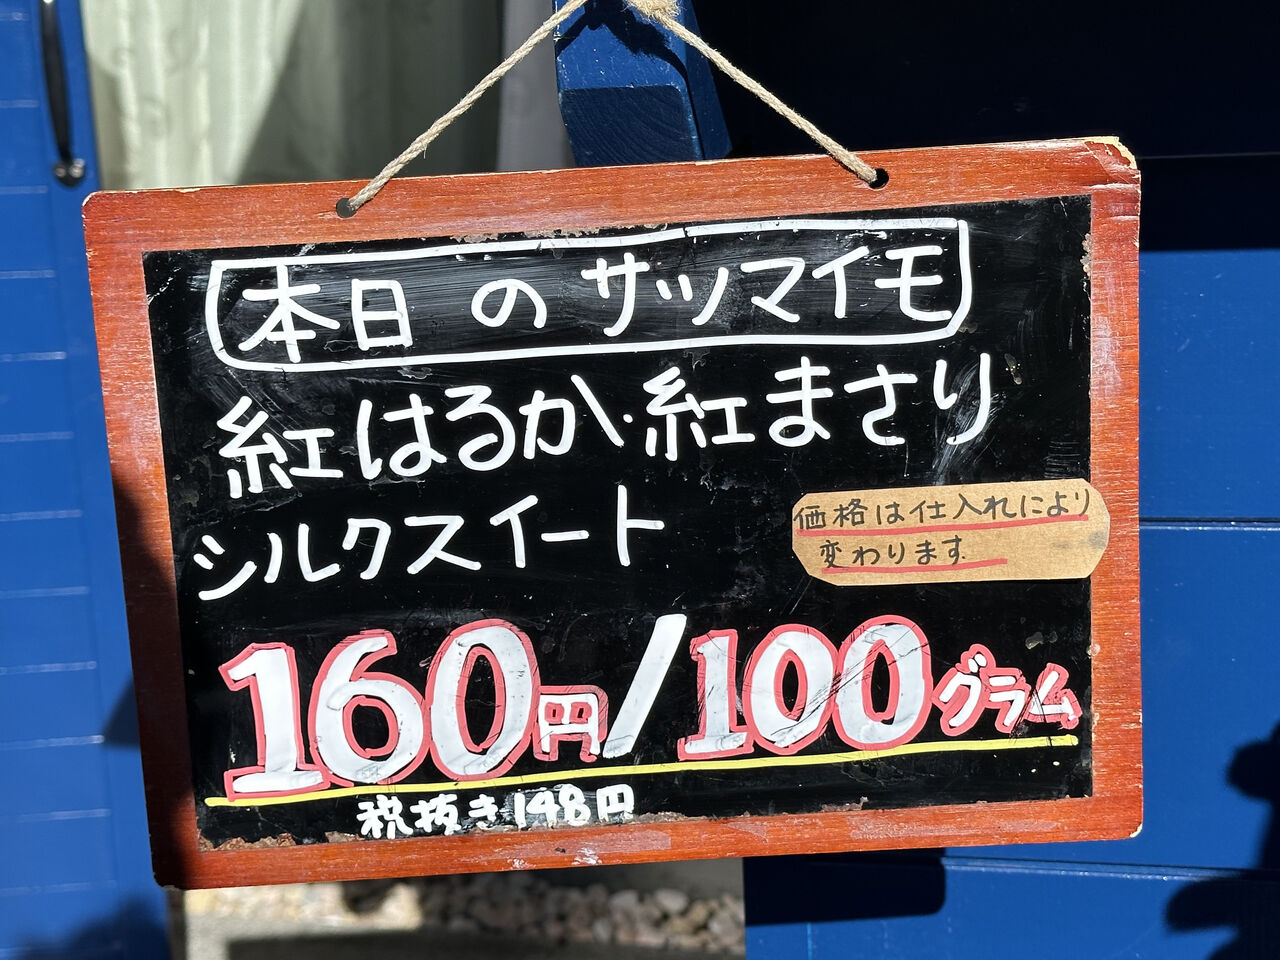 本日のサツマイモ
紅はるか・紅まさり
シルクスイート
価格は仕入れにより
変わります
160円/100グラム
税抜き148円